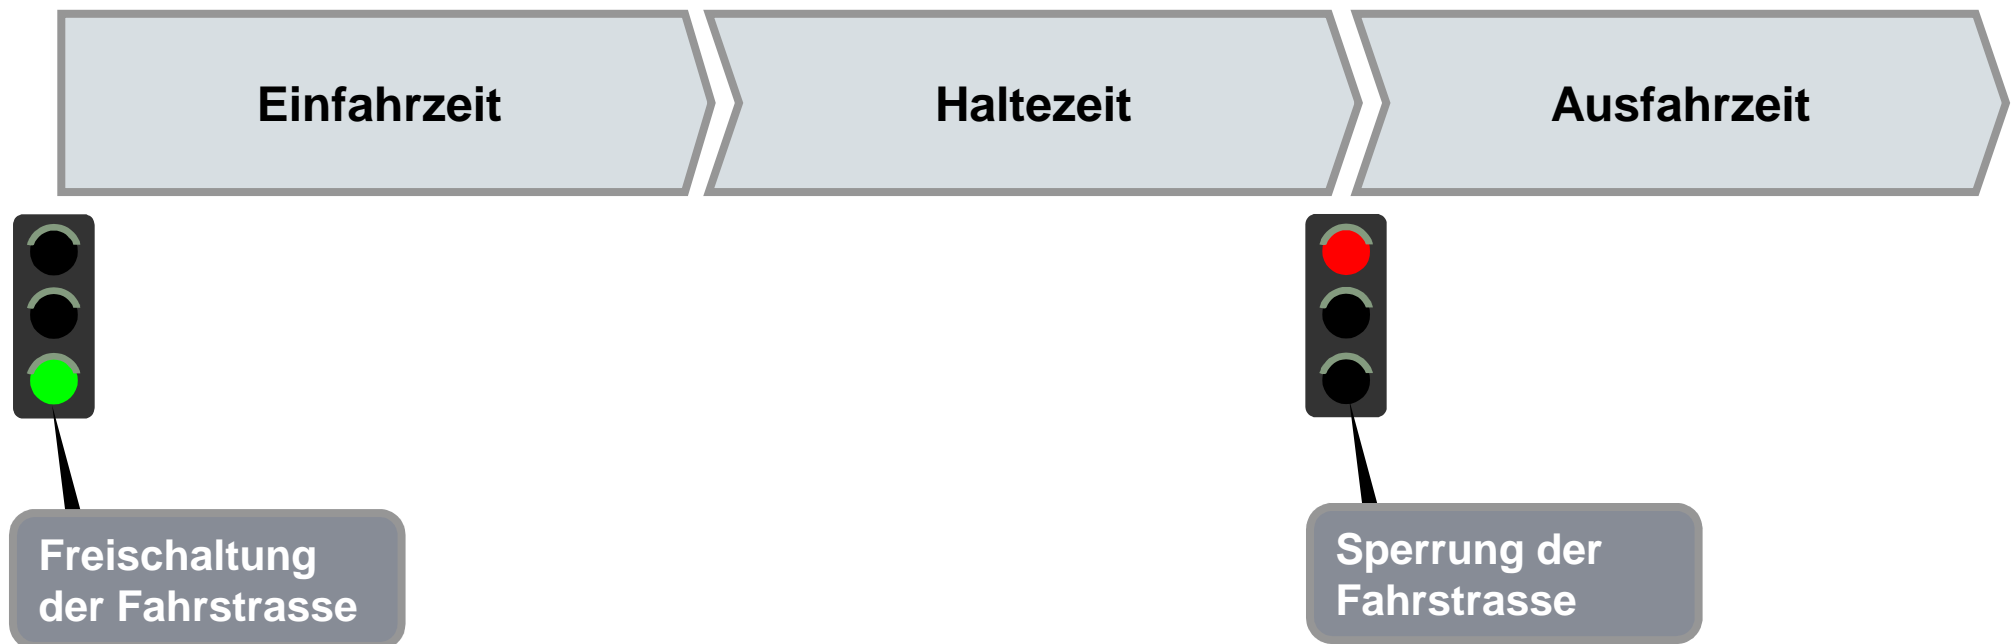 Einfahrzeit
Haltezeit
Ausfahrzeit
Freischaltung
der Fahrstrasse
Sperrung der
Fahrstrasse